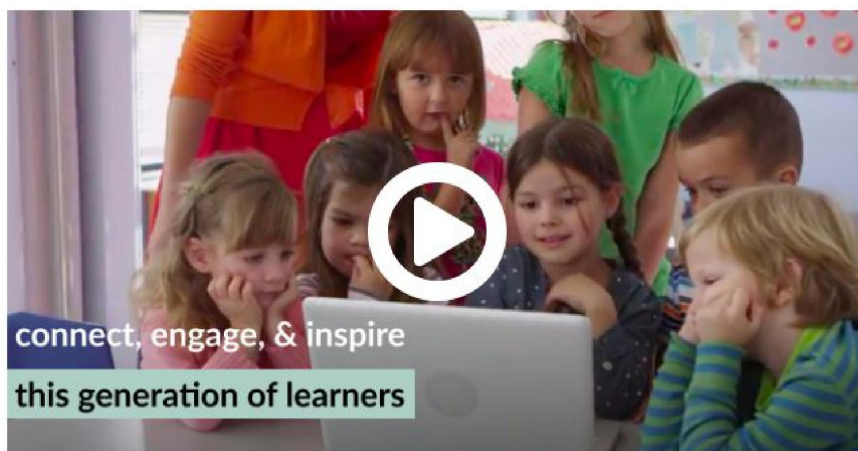 connect, engage, & inspire
this generation of learners